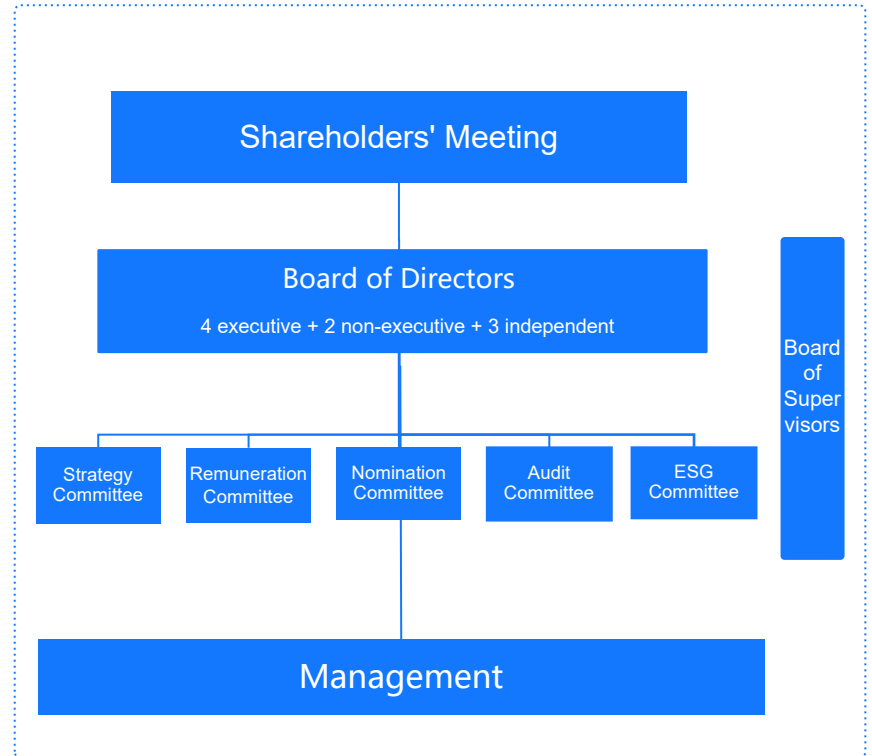 Shareholders' Meeting
Board of Directors
4 executive + 2 non-executive + 3 independent
Board
of
Super
visors
Strategy
Committee
Remuneration
Committee
Nomination
Committee
Audit
Committee
ESG
Committee
Management